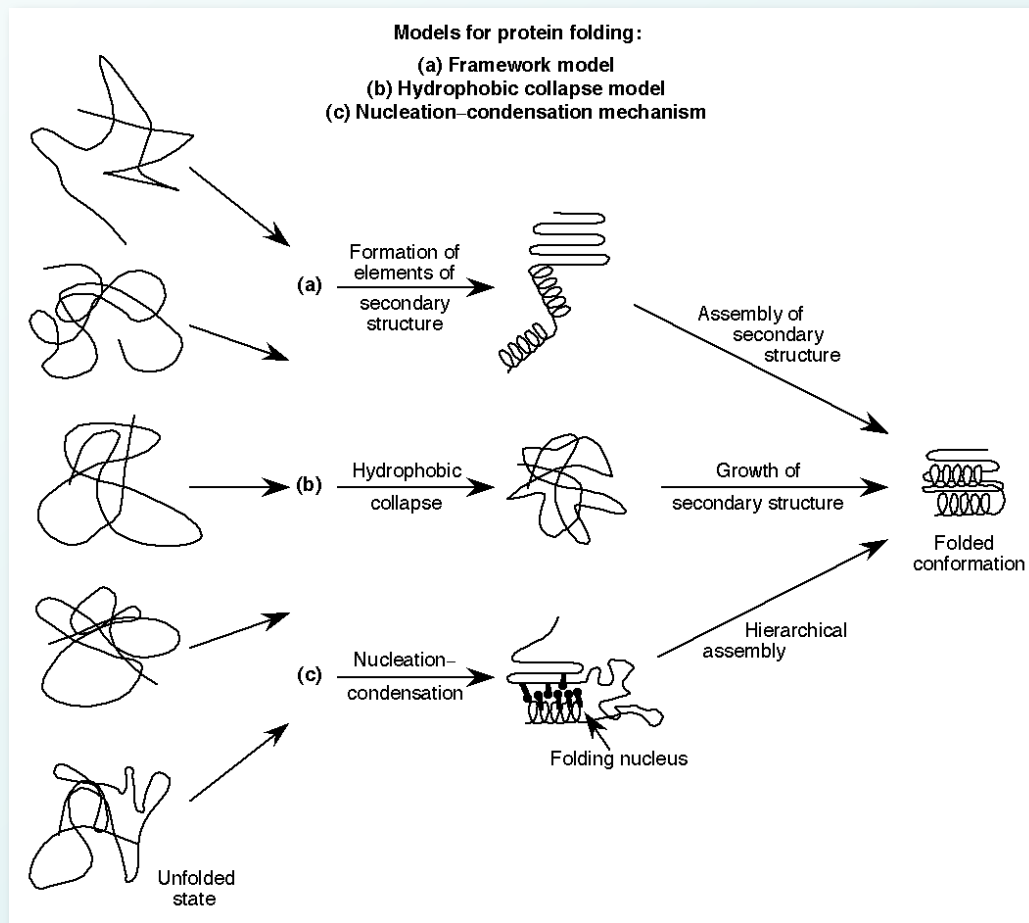 Models for protein folding:
(a) Framework model
(b) Hydrophobic collapse model
(c) Nucleation–condensation mechanism
(a)
Formation of
elements of
secondary
structure
Assembly of
secondary
structure
(b)
Hydrophobic
collapse
Growth of
secondary structure
Folded
conformation
(c)
Nucleation–
condensation
Hierarchical
assembly
Folding nucleus
Unfolded
state